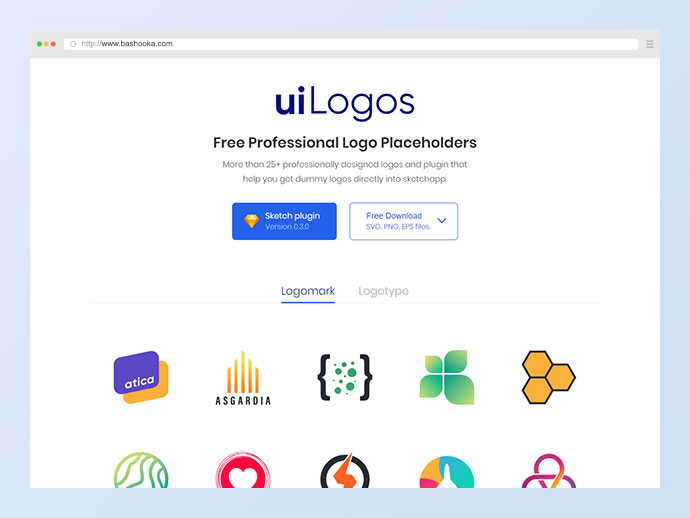 http://www.bashooka.com
uiLogos
Free Professional Logo Placeholders
More than 25+ professionally designed logos and plugin that
help you got dummy logos directly into sketchapp.
Sketch plugin
Version 0.3.0
Free Download
SVG, PNG, EPS files.
Logomark
Logotype
atica
ASGARDIA